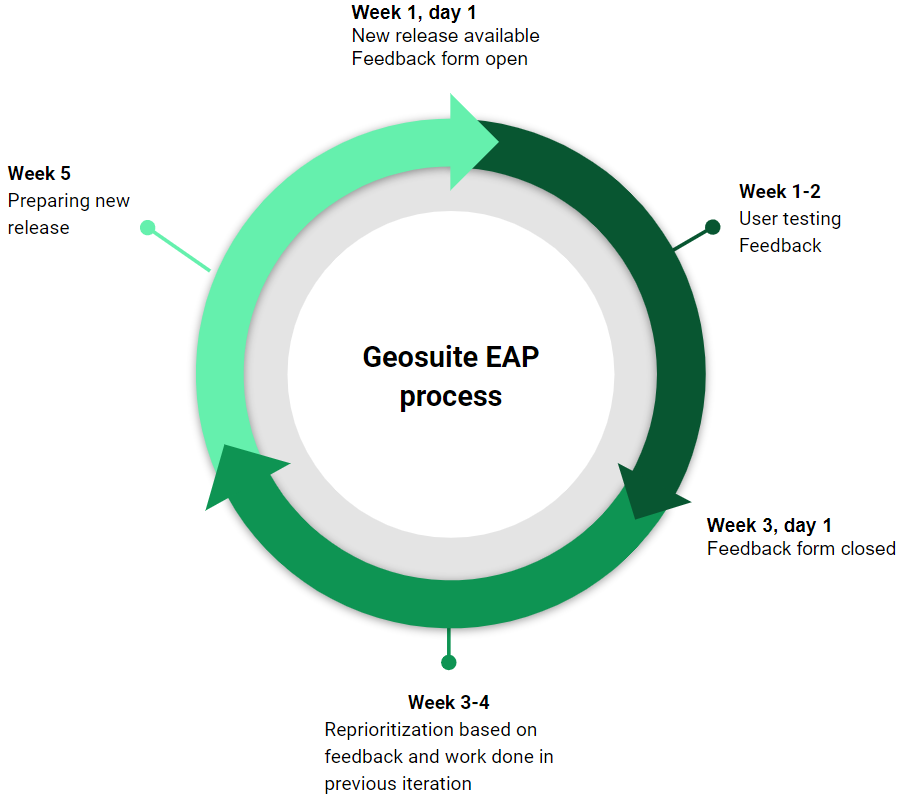 Week 1, day 1
New release available
Feedback form open
Week 5
Preparing new
release
Week 1-2
User testing
Feedback
Geosuite EAP
process
Week 3, day 1
Feedback form closed
Week 3-4
Reprioritization based on
feedback and work done in
previous iteration